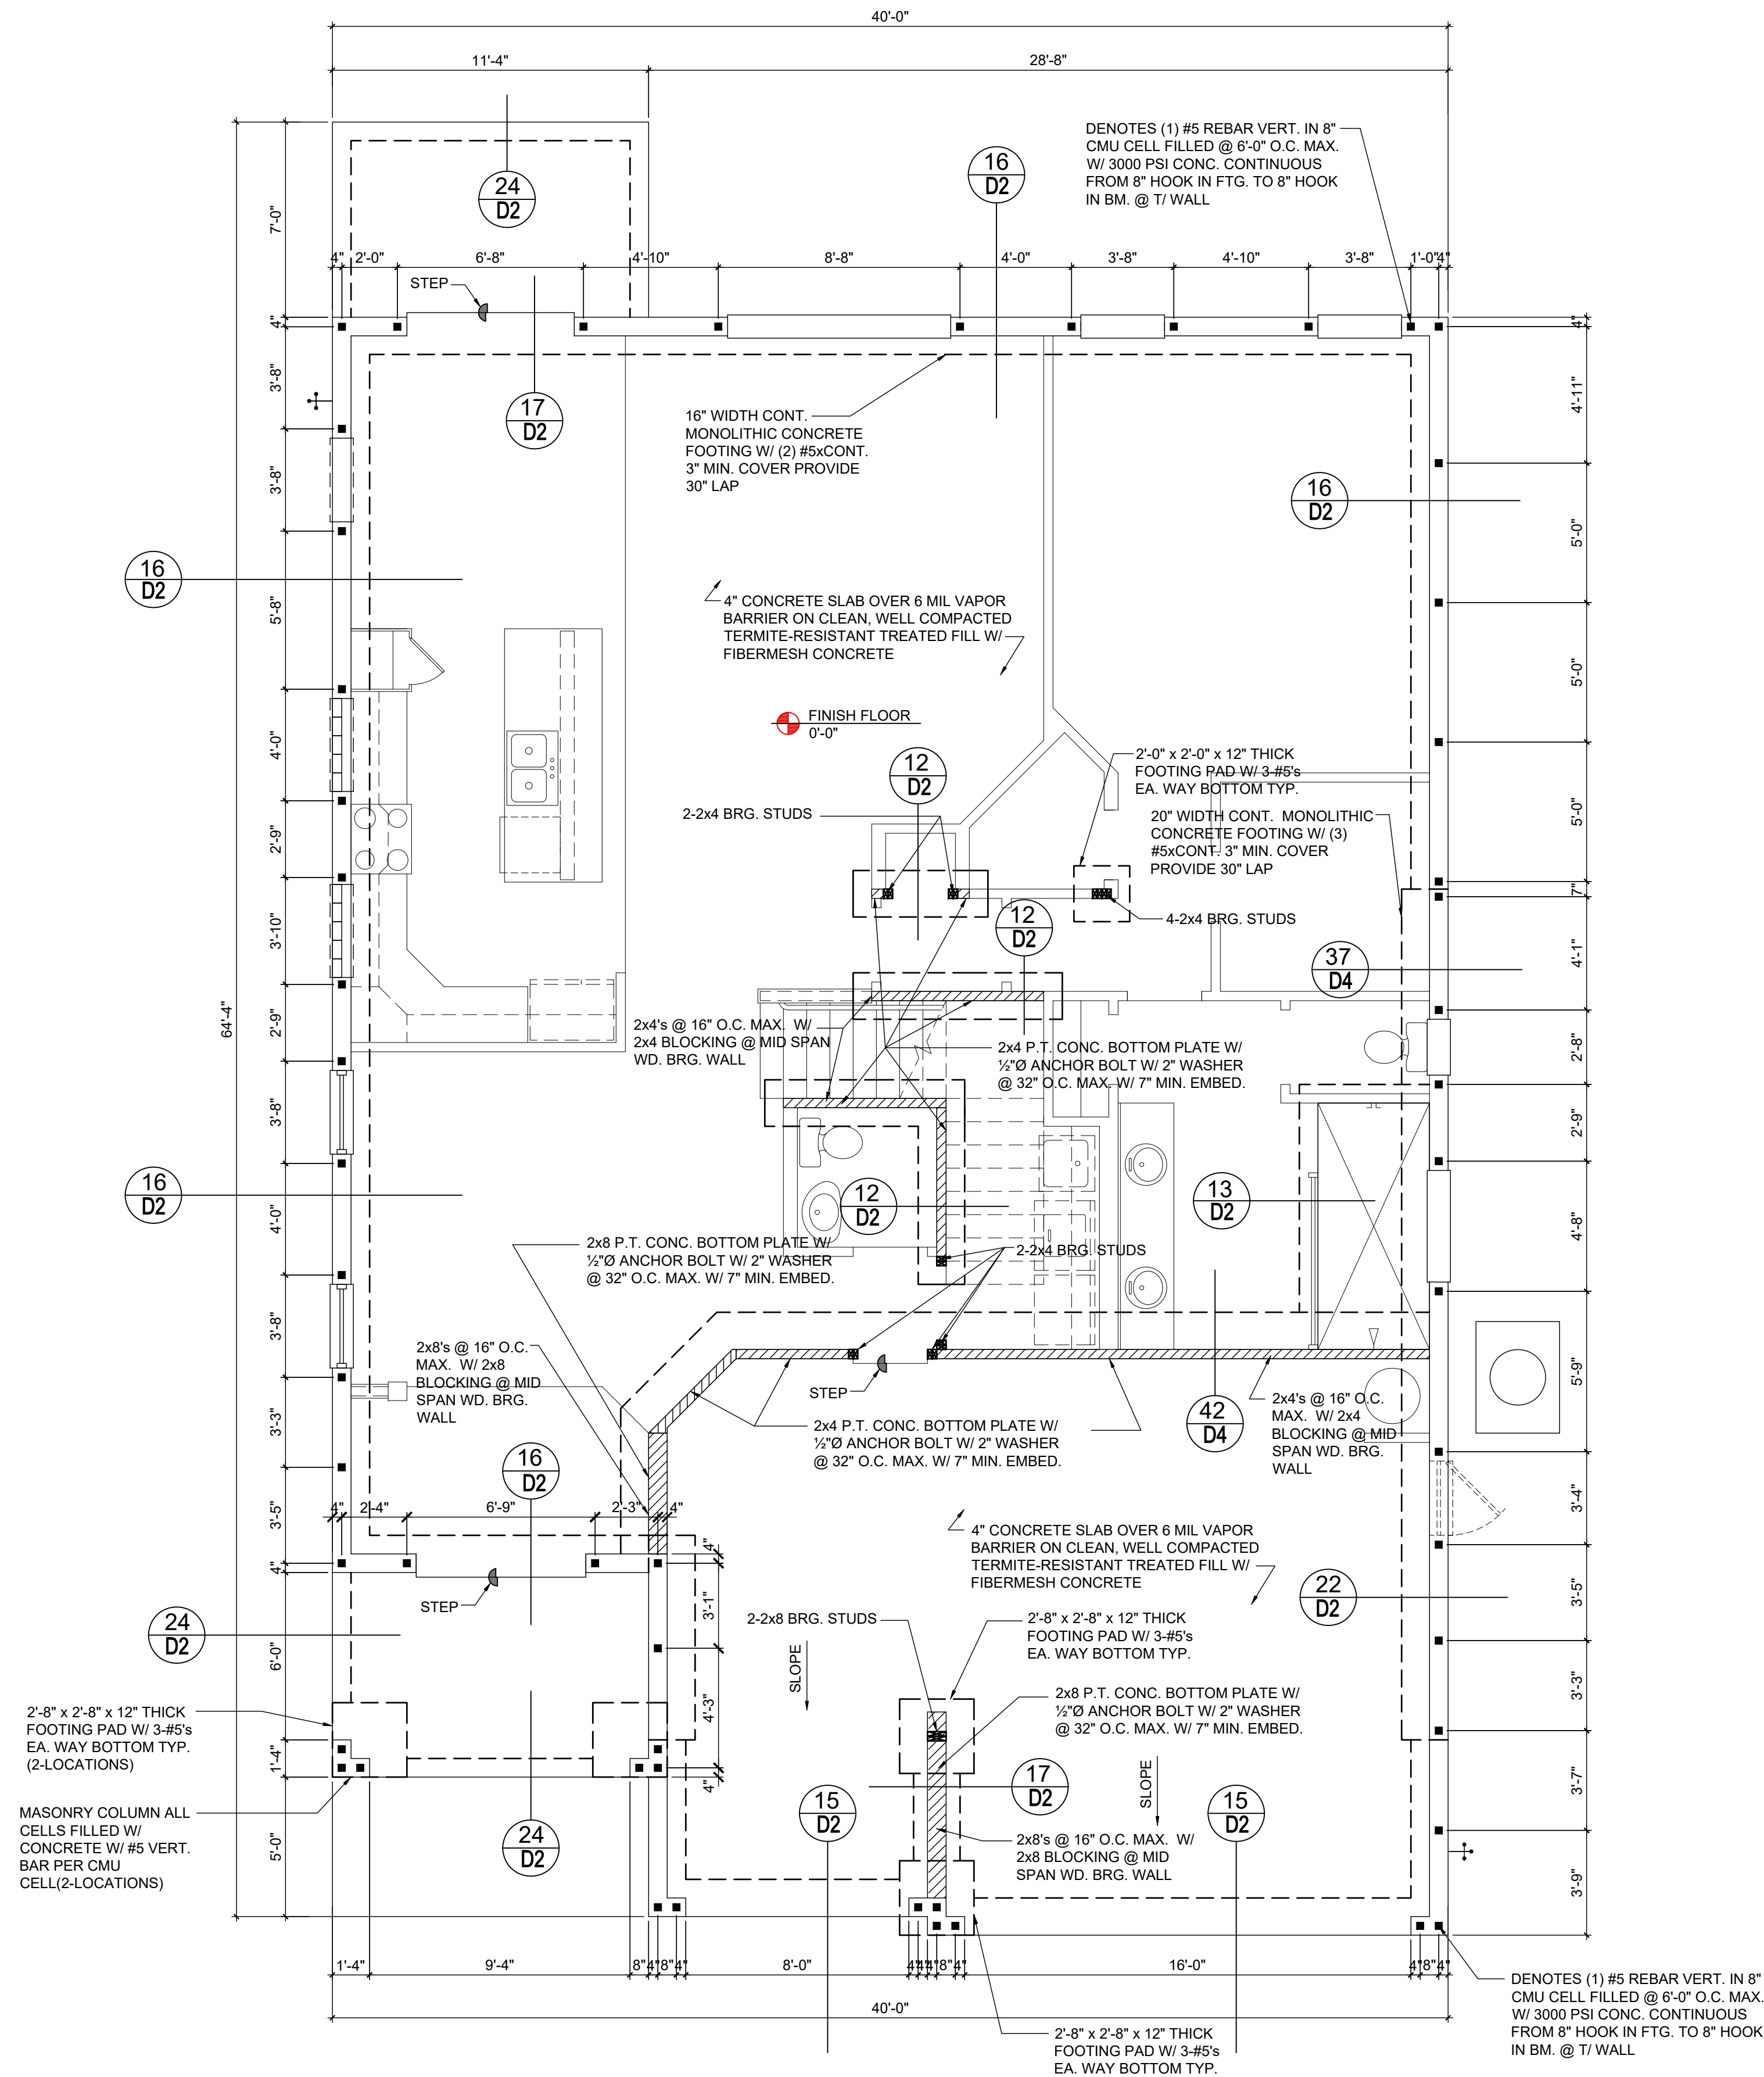 40'-0"
11'-4"
28'-8"
DENOTES (1) #5 REBAR VERT. IN 8"
CMU CELL FILLED @ 6'-0" O.C. MAX.
W/ 3000 PSI CONC. CONTINUOUS
FROM 8" HOOK IN FTG. TO 8" HOOK
IN BM. @ T/ WALL
16
D2
24
D2
7'-0"
4"
2'-0"
6'-8"
4'-10"
8'-8"
4'-0"
3'-8"
4'-10"
3'-8"
1'-0"
4"
STEP
4"
3'-8"
3'-8"
5'-8"
4'-0"
2'-9"
3'-10"
2'-9"
3'-8"
4'-0"
3'-8"
3'-3"
3'-5"
4"
6'-0"
1'-4"
5'-0"
64'-4"
4"
4'-11"
5'-0"
5'-0"
5'-0"
7"
4'-1"
2'-8"
2'-9"
4'-8"
5'-9"
3'-4"
3'-5"
3'-3"
3'-7"
3'-9"
17
D2
16" WIDTH CONT.
MONOLITHIC CONCRETE
FOOTING W/ (2) #5xCONT.
3" MIN. COVER PROVIDE
30" LAP
16
D2
16
D2
4" CONCRETE SLAB OVER 6 MIL VAPOR
BARRIER ON CLEAN, WELL COMPACTED
TERMITE-RESISTANT TREATED FILL W/
FIBERMESH CONCRETE
FINISH FLOOR
0'-0"
12
D2
2'-0" x 2'-0" x 12" THICK
FOOTING PAD W/ 3-#5's
EA. WAY BOTTOM TYP.
2-2x4 BRG. STUDS
20" WIDTH CONT. MONOLITHIC
CONCRETE FOOTING W/ (3)
#5xCONT. 3" MIN. COVER
PROVIDE 30" LAP
12
D2
4-2x4 BRG. STUDS
37
D4
2x4's @ 16" O.C. MAX. W/
2x4 BLOCKING @ MID SPAN
WD. BRG. WALL
2x4 P.T. CONC. BOTTOM PLATE W/
½"Ø ANCHOR BOLT W/ 2" WASHER
@ 32" O.C. MAX. W/ 7" MIN. EMBED.
16
D2
12
D2
13
D2
2x8 P.T. CONC. BOTTOM PLATE W/
½"Ø ANCHOR BOLT W/ 2" WASHER
@ 32" O.C. MAX. W/ 7" MIN. EMBED.
2-2x4 BRG. STUDS
2x8's @ 16" O.C.
MAX. W/ 2x8
BLOCKING @ MID
SPAN WD. BRG.
WALL
STEP
2x4 P.T. CONC. BOTTOM PLATE W/
½"Ø ANCHOR BOLT W/ 2" WASHER
@ 32" O.C. MAX. W/ 7" MIN. EMBED.
42
D4
2x4's @ 16" O.C.
MAX. W/ 2x4
BLOCKING @ MID
SPAN WD. BRG.
WALL
16
D2
4"
2'-4"
6'-9"
2'-3"
4"
4"
3'-1"
4'-3"
4"
STEP
4" CONCRETE SLAB OVER 6 MIL VAPOR
BARRIER ON CLEAN, WELL COMPACTED
TERMITE-RESISTANT TREATED FILL W/
FIBERMESH CONCRETE
22
D2
24
D2
2-2x8 BRG. STUDS
2'-8" x 2'-8" x 12" THICK
FOOTING PAD W/ 3-#5's
EA. WAY BOTTOM TYP.
SLOPE
2'-8" x 2'-8" x 12" THICK
FOOTING PAD W/ 3-#5's
EA. WAY BOTTOM TYP.
(2-LOCATIONS)
2x8 P.T. CONC. BOTTOM PLATE W/
½"Ø ANCHOR BOLT W/ 2" WASHER
@ 32" O.C. MAX. W/ 7" MIN. EMBED.
SLOPE
17
D2
15
D2
15
D2
MASONRY COLUMN ALL
CELLS FILLED W/
CONCRETE W/ #5 VERT.
BAR PER CMU
CELL(2-LOCATIONS)
24
D2
2x8's @ 16" O.C. MAX. W/
2x8 BLOCKING @ MID
SPAN WD. BRG. WALL
1'-4"
9'-4"
8"
4"
8"
4"
8'-0"
4"
4"
4"
8"
4"
16'-0"
4"
8"
4"
40'-0"
DENOTES (1) #5 REBAR VERT. IN 8"
CMU CELL FILLED @ 6'-0" O.C. MAX.
W/ 3000 PSI CONC. CONTINUOUS
FROM 8" HOOK IN FTG. TO 8" HOOK
IN BM. @ T/ WALL
2'-8" x 2'-8" x 12" THICK
FOOTING PAD W/ 3-#5's
EA. WAY BOTTOM TYP.